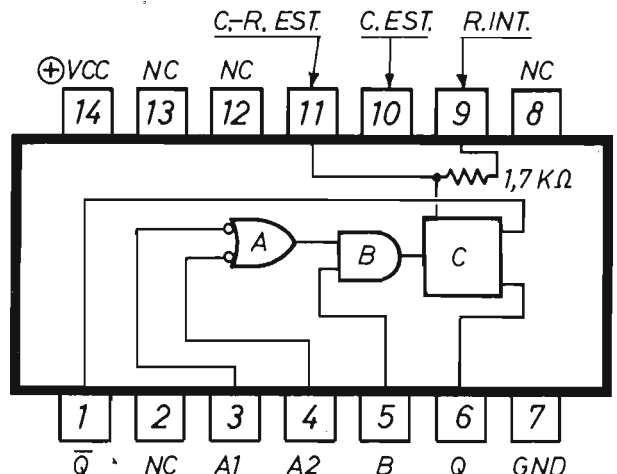 C.-R. EST. C. EST. R. INT.
⊕ VCC NC NC NC
14 13 12 11 10 9 8
1,7 KΩ
A B C
1 2 3 4 5 6 7
Q̅ NC A1 A2 B Q GND